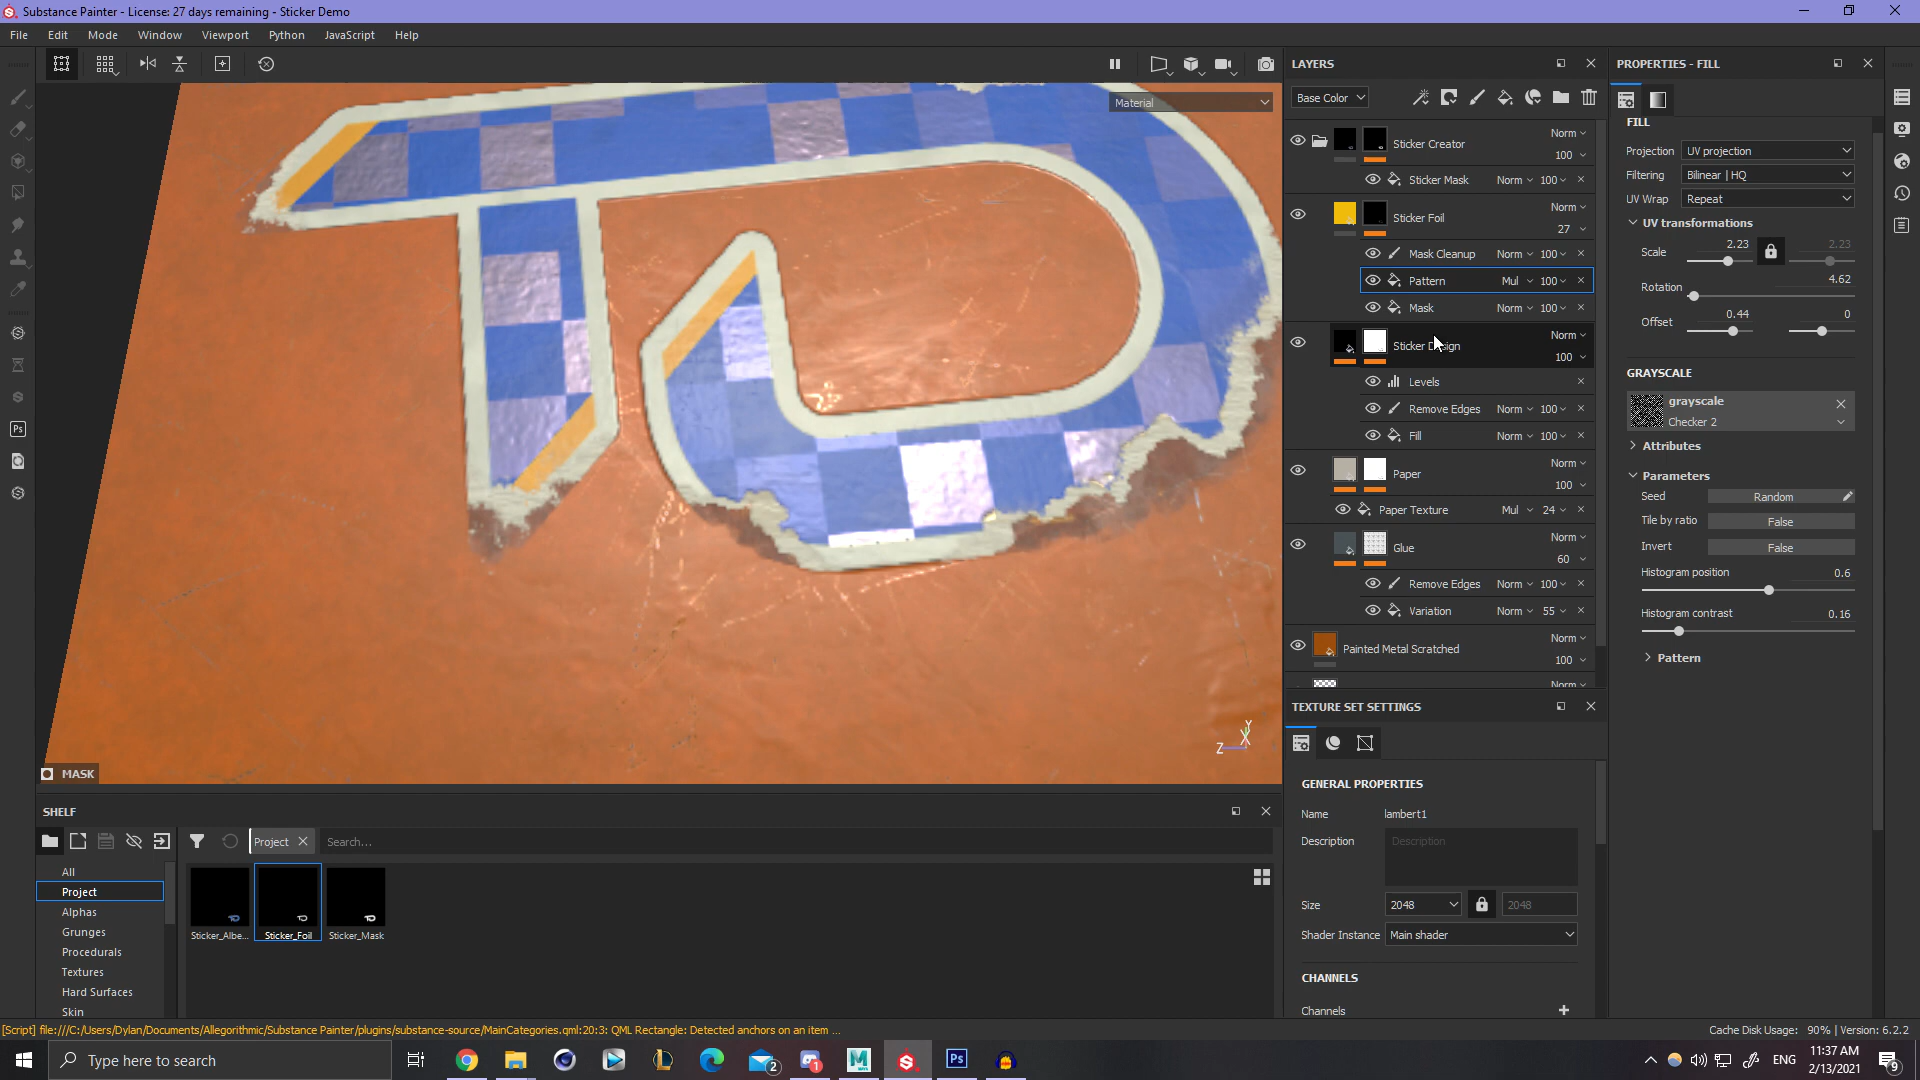 Substance Painter - License: 27 days remaining - Sticker Demo
File Edit Mode Window Viewport Python JavaScript Help
Material
MASK
LAYERS
Base Color
Sticker Creator Norm 100
Sticker Mask Norm 100
Sticker Foil Norm 27
Mask Cleanup Norm 100
Pattern Mul 100
Mask Norm 100
Sticker Design Norm 100
Levels
Remove Edges Norm 100
Fill Norm 100
Paper Norm 100
Paper Texture Mul 24
Glue Norm 60
Remove Edges Norm 100
Variation Norm 55
Painted Metal Scratched Norm 100
Norm
TEXTURE SET SETTINGS
GENERAL PROPERTIES
Name lambert1
Description Description
Size 2048 2048
Shader Instance Main shader
CHANNELS
Channels +
PROPERTIES - FILL
FILL
Projection UV projection
Filtering Bilinear | HQ
UV Wrap Repeat
UV transformations
Scale 2.23 2.23
Rotation 4.62
Offset 0.44 0
GRAYSCALE
grayscale
Checker 2
Attributes
Parameters
Seed Random
Tile by ratio False
Invert False
Histogram position 0.6
Histogram contrast 0.16
Pattern
SHELF
Project
Search...
All
Project
Alphas
Grunges
Procedurals
Textures
Hard Surfaces
Skin
Sticker_Albe...
Sticker_Foil
Sticker_Mask
Y
X
Z
[Script] file:///C:/Users/Dylan/Documents/Allegorithmic/Substance Painter/plugins/substance-source/MainCategories.qml:20:3: QML Rectangle: Detected anchors on an item ...
Cache Disk Usage: 90% | Version: 6.2.2
Type here to search
2
1
Ps
Ps
ENG
11:37 AM
2/13/2021
9